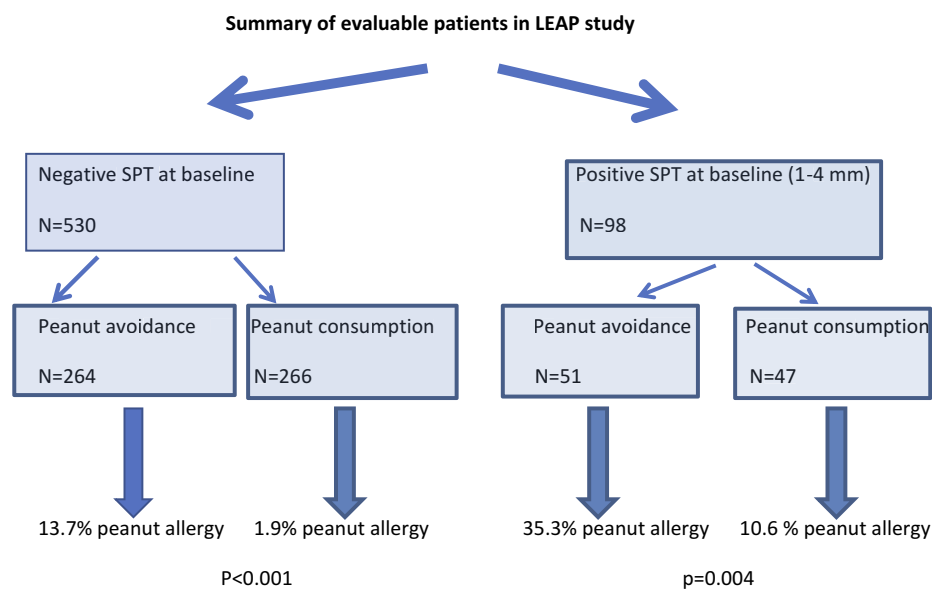 Summary of evaluable patients in LEAP study
Negative SPT at baseline
N=530
Positive SPT at baseline (1-4 mm)
N=98
Peanut avoidance
N=264
Peanut consumption
N=266
Peanut avoidance
N=51
Peanut consumption
N=47
13.7% peanut allergy
1.9% peanut allergy
35.3% peanut allergy
10.6 % peanut allergy
P<0.001
p=0.004